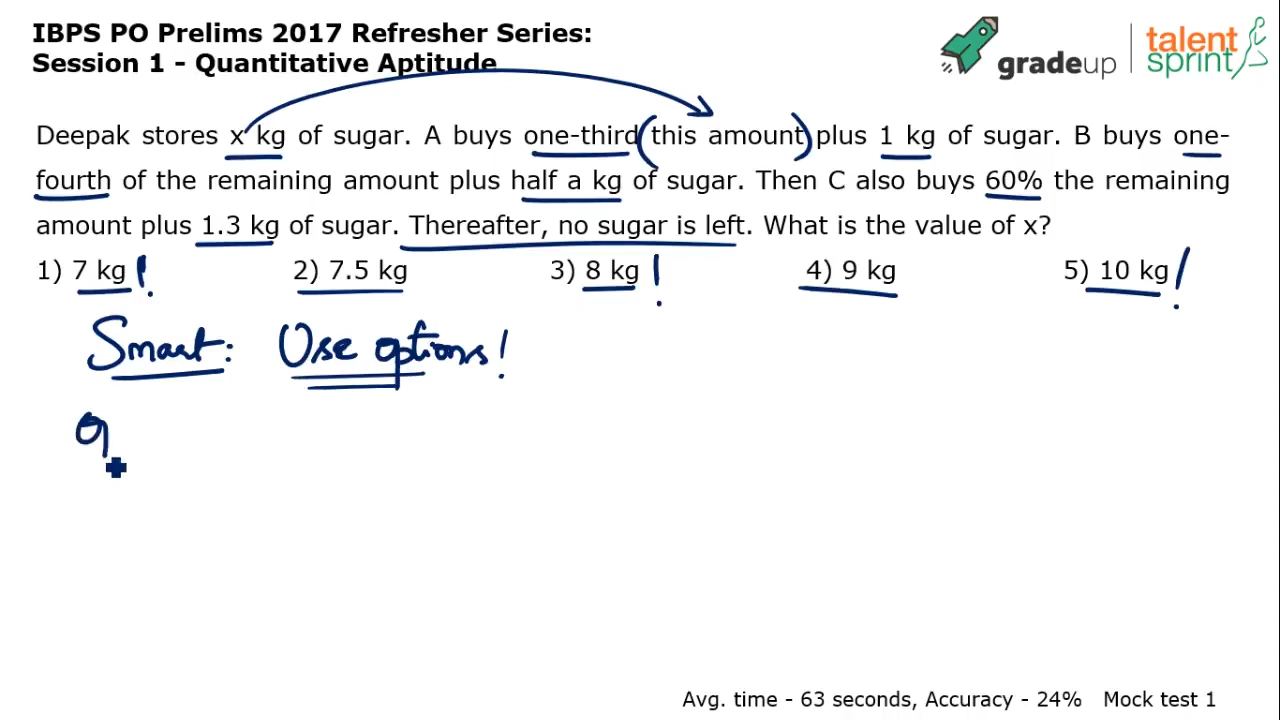 IBPS PO Prelims 2017 Refresher Series:
Session 1 - Quantitative Aptitude
gradeup
talent
sprint
Deepak stores x kg of sugar. A buys one-third (this amount) plus 1 kg of sugar. B buys one-
fourth of the remaining amount plus half a kg of sugar. Then C also buys 60% the remaining
amount plus 1.3 kg of sugar. Thereafter, no sugar is left. What is the value of x?
1) 7 kg ! 2) 7.5 kg 3) 8 kg ! 4) 9 kg 5) 10 kg !
Smart: Use options!
9
Avg. time - 63 seconds, Accuracy - 24% Mock test 1